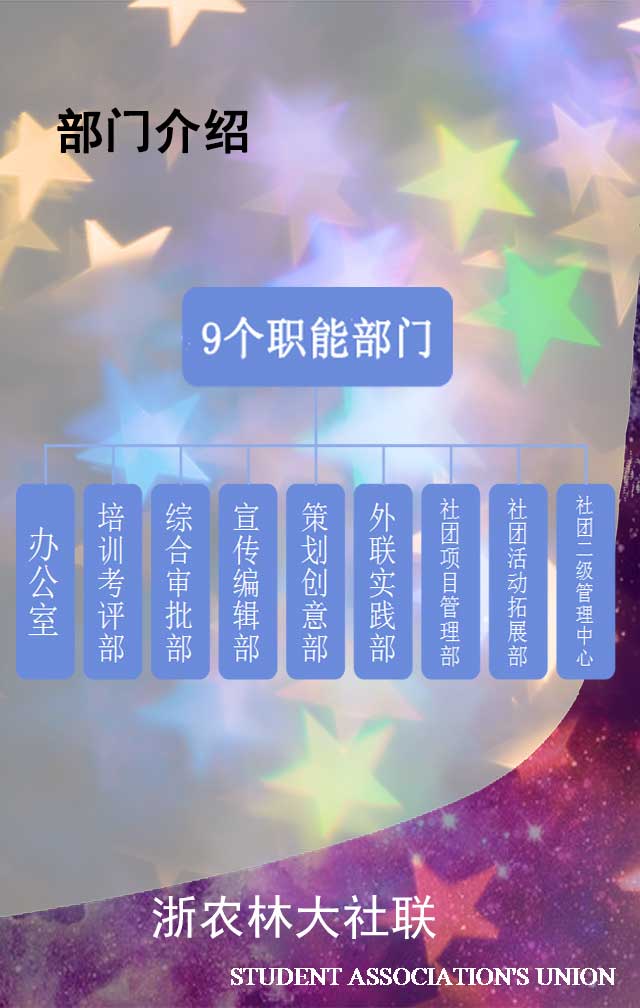 部门介绍
9个职能部门
办公室
培训考评部
综合审批部
宣传编辑部
策划创意部
外联实践部
社团项目管理部
社团活动拓展部
社团二级管理中心
浙农林大社联
STUDENT ASSOCIATION'S UNION